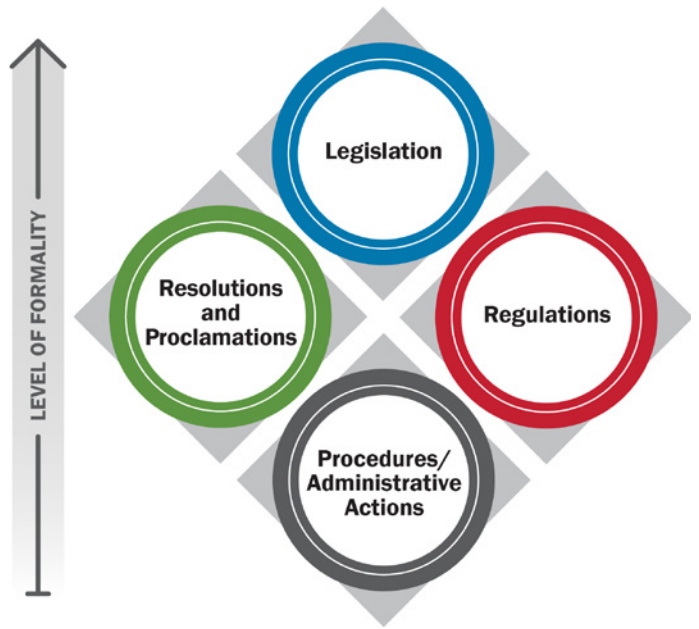 LEVEL OF FORMALITY
Legislation
Resolutions
and
Proclamations
Regulations
Procedures/
Administrative
Actions